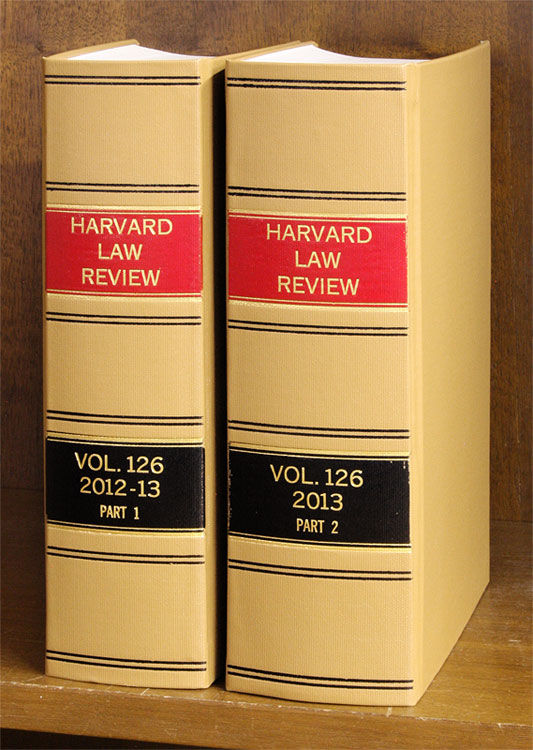 HARVARD
LAW
REVIEW
VOL. 126
2012-13
PART 1
HARVARD
LAW
REVIEW
VOL. 126
2013
PART 2